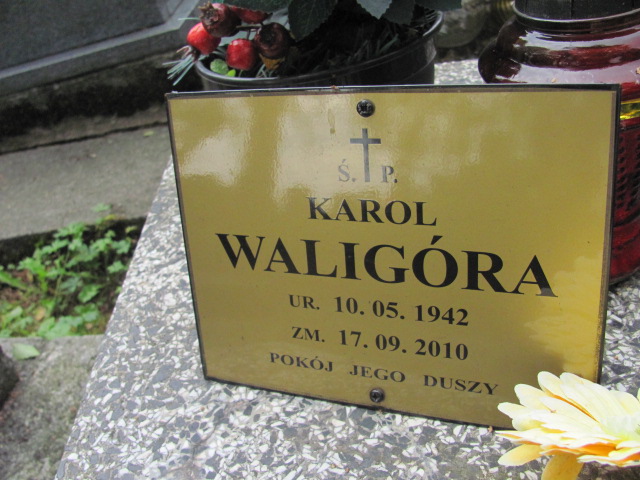 Ś. P.
KAROL
WALIGÓRA
UR. 10. 05. 1942
ZM. 17. 09. 2010
POKÓJ JEGO DUSZY